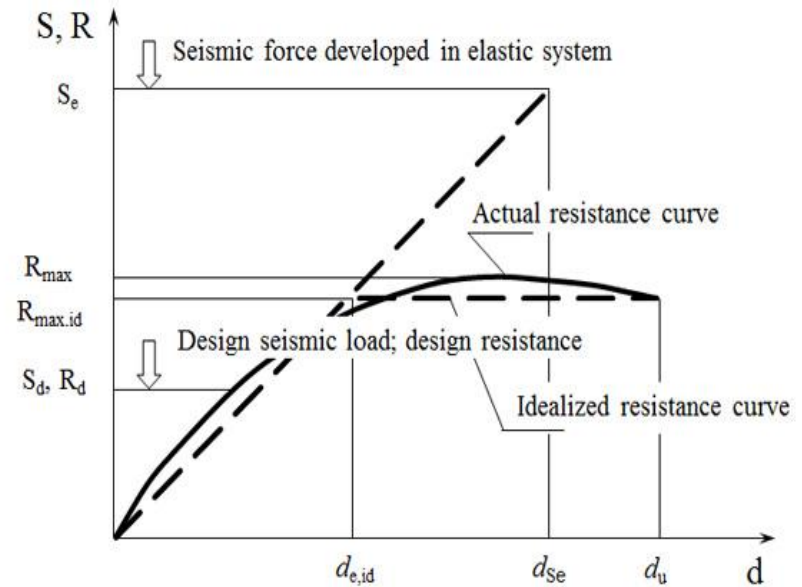 S, R
Seismic force developed in elastic system
Se
Actual resistance curve
Rmax
Rmax.id
Design seismic load; design resistance
Sd, Rd
Idealized resistance curve
de,id
dSe
du
d